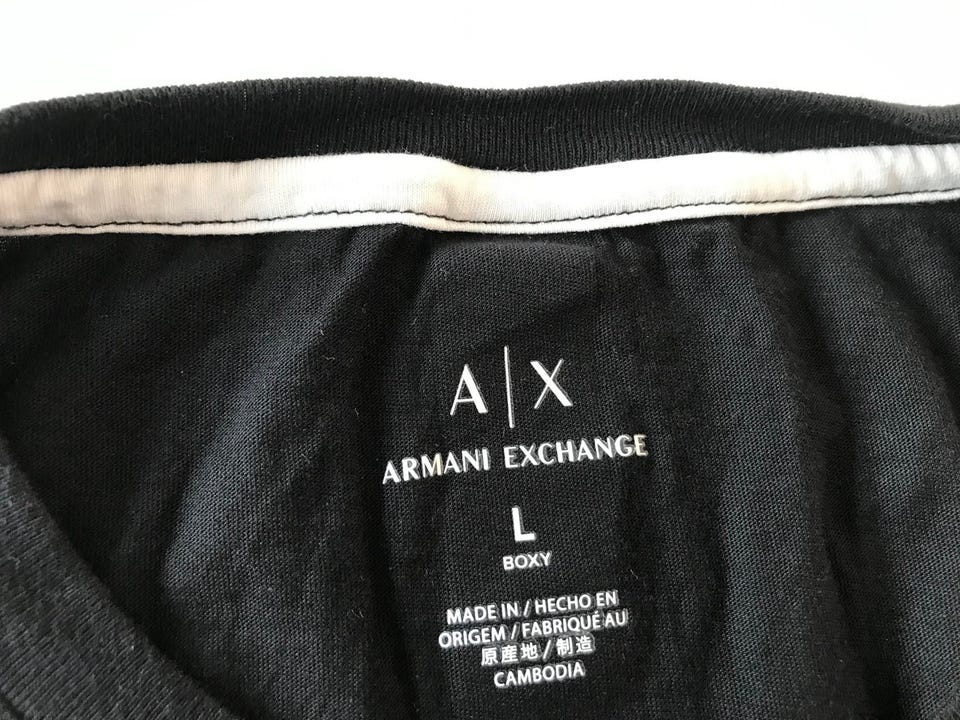 A|X
ARMANI EXCHANGE
L
BOXY
MADE IN / HECHO EN
ORIGEM / FABRIQUÉ AU
原産地 / 制造
CAMBODIA